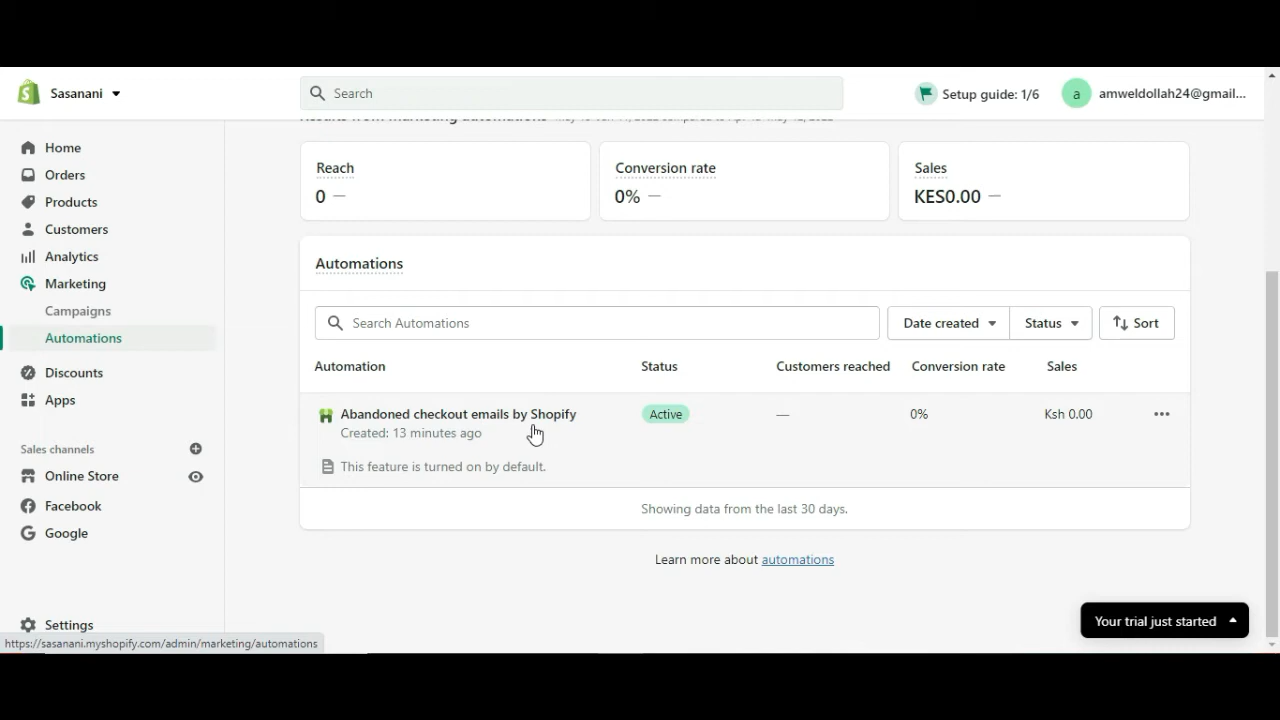 Sasanani
Search
Setup guide: 1/6
a
amweldollah24@gmail...
Home
Orders
Products
Customers
Analytics
Marketing
Campaigns
Automations
Discounts
Apps
Sales channels
Online Store
Facebook
Google
Settings
https://sasanani.myshopify.com/admin/marketing/automations
Results from marketing automations
Reach
0 —
Conversion rate
0% —
Sales
KES0.00 —
Automations
Search Automations
Date created
Status
Sort
Automation Status Customers reached Conversion rate Sales
Abandoned checkout emails by Shopify Active — 0% Ksh 0.00 •••
Created: 13 minutes ago
This feature is turned on by default.
Showing data from the last 30 days.
Learn more about automations
Your trial just started